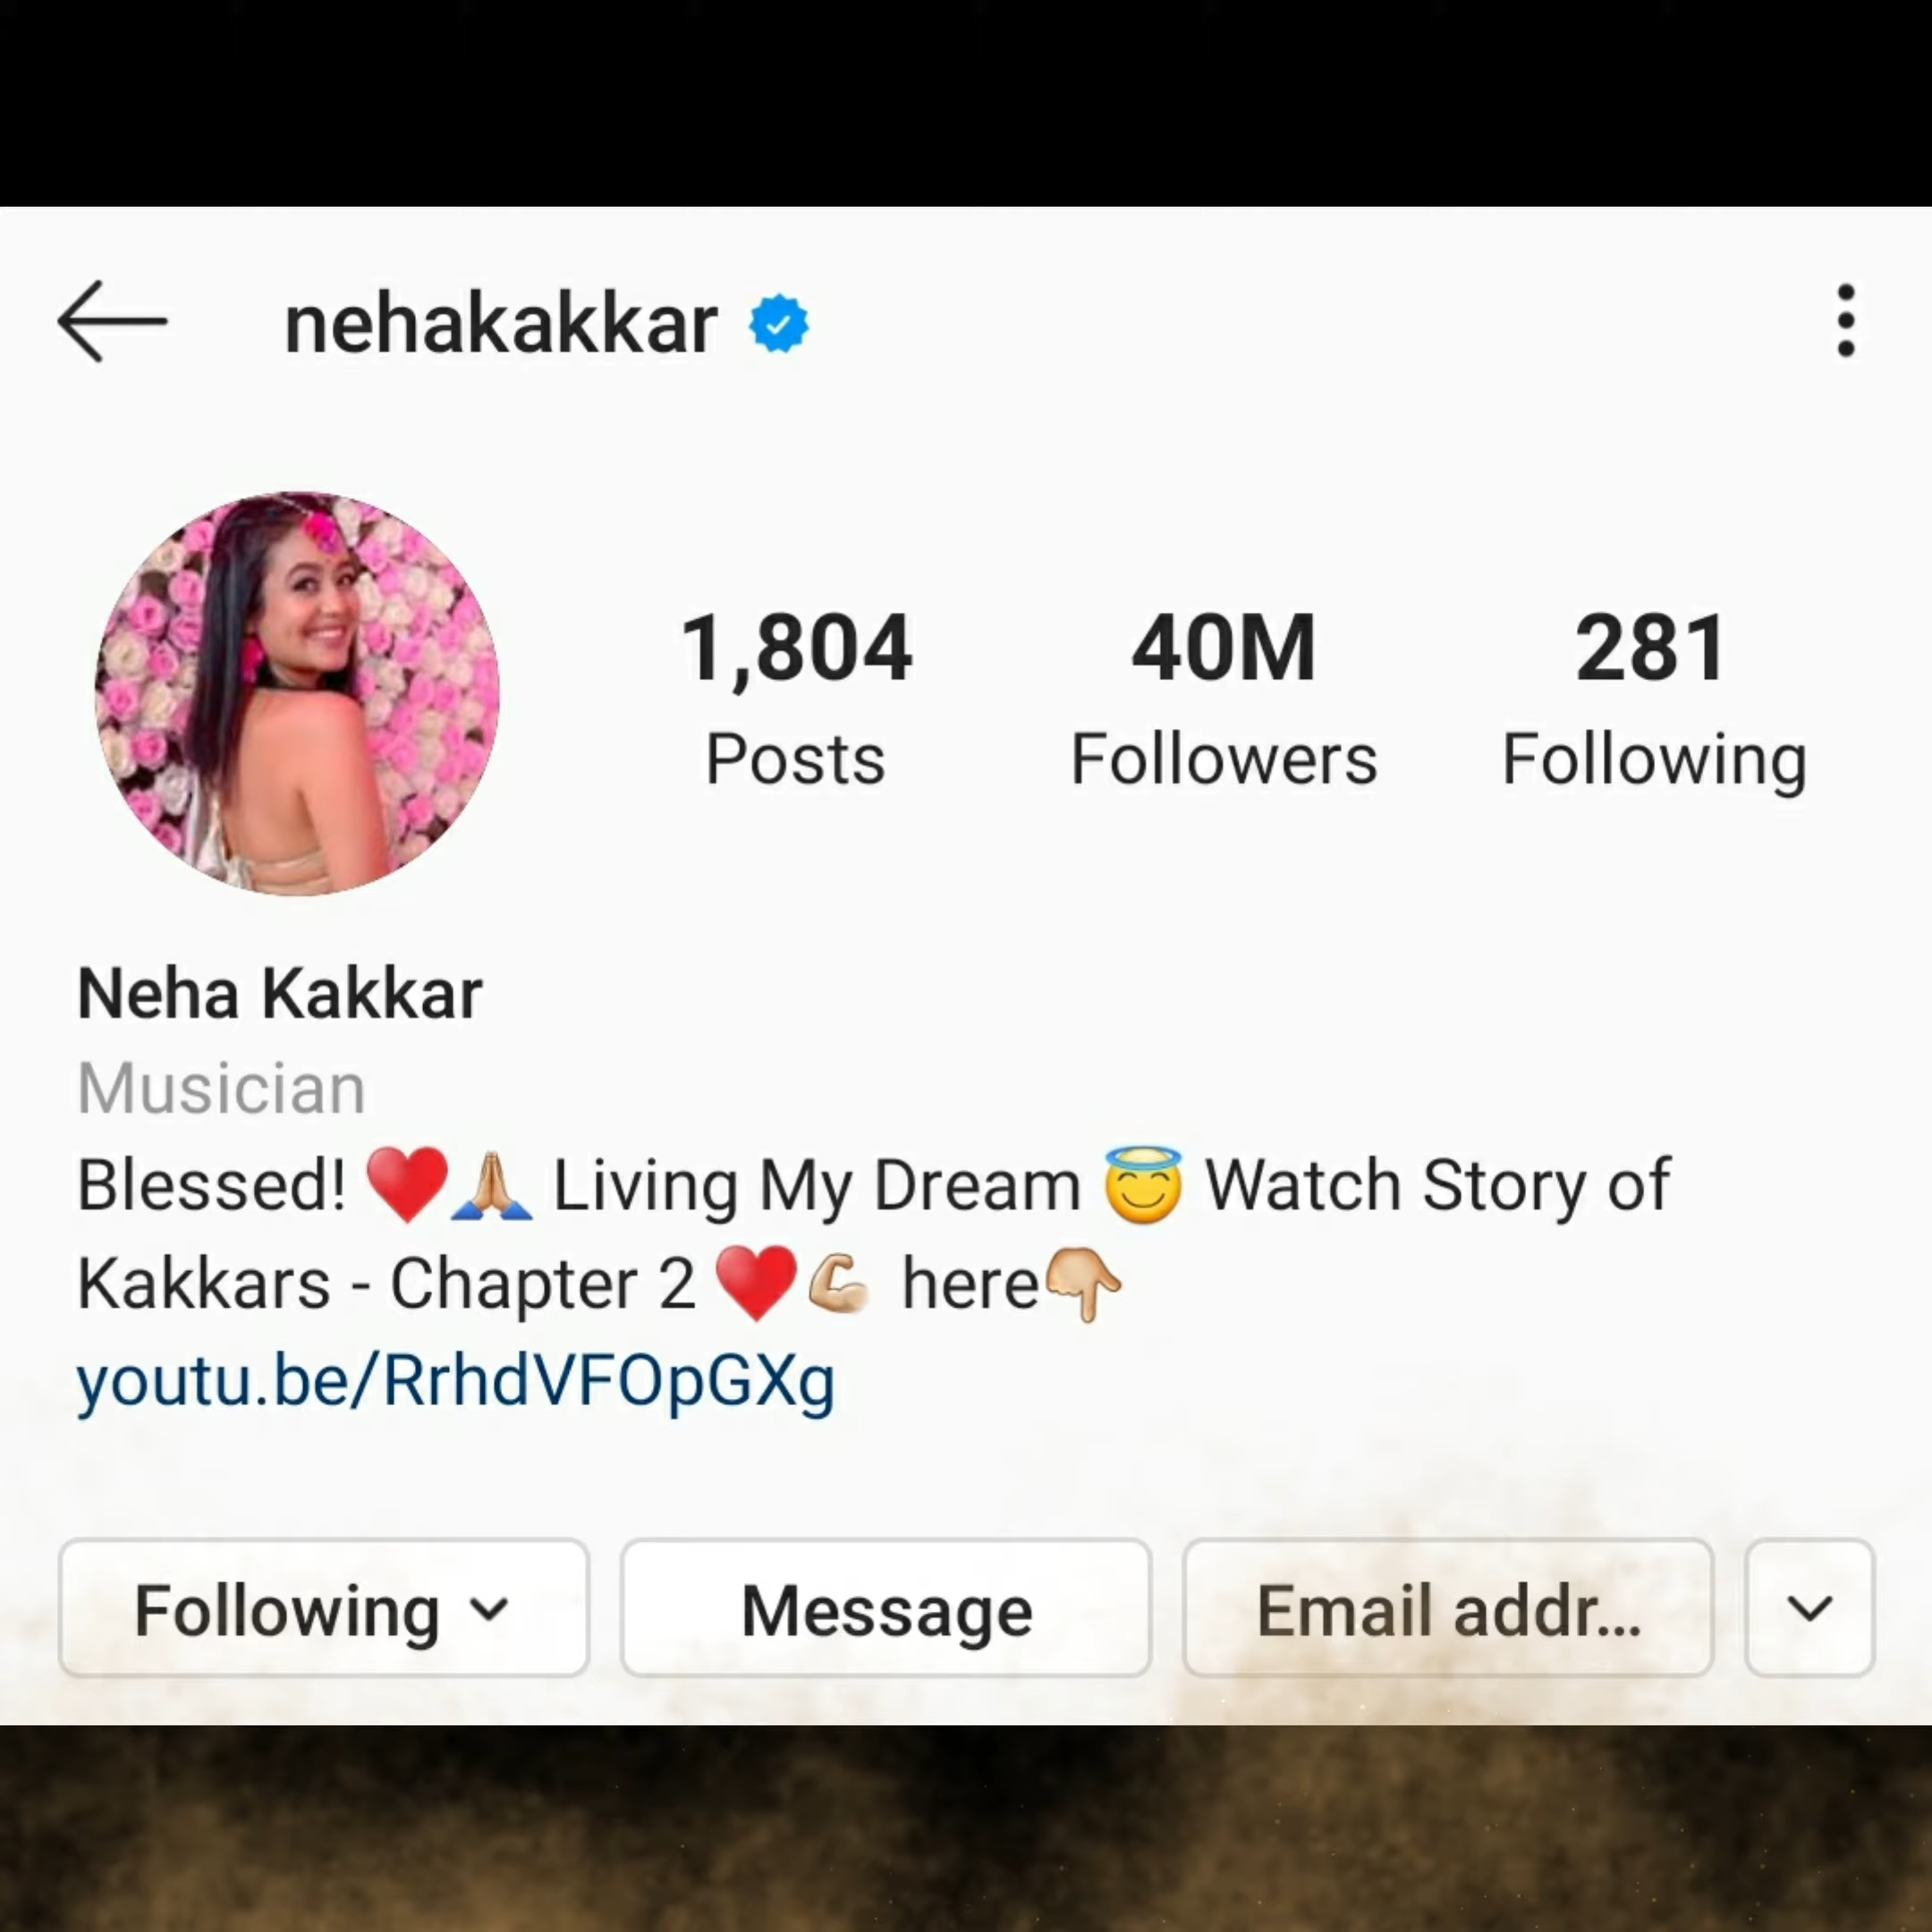 nehakakkar
1,804 40M 281
Posts Followers Following
Neha Kakkar
Musician
Blessed! ❤️🙏🏼 Living My Dream 😇 Watch Story of
Kakkars - Chapter 2 ❤️💪🏼 here👇🏼
youtu.be/RrhdVFOpGXg
Following Message Email addr...